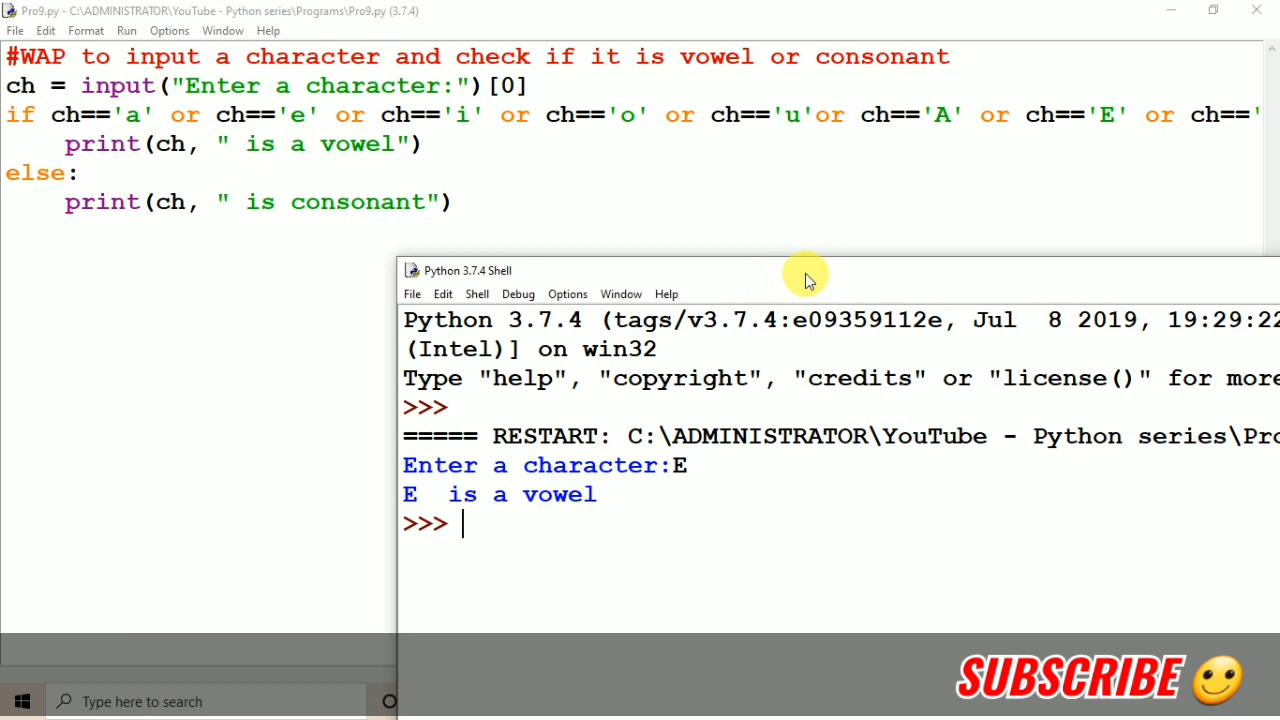 Pro9.py - C:\ADMINISTRATOR\YouTube - Python series\Programs\Pro9.py (3.7.4)
File Edit Format Run Options Window Help
#WAP to input a character and check if it is vowel or consonant
ch = input("Enter a character:")[0]
if ch=='a' or ch=='e' or ch=='i' or ch=='o' or ch=='u'or ch=='A' or ch=='E' or ch=='
    print(ch, " is a vowel")
else:
    print(ch, " is consonant")
Python 3.7.4 Shell
File Edit Shell Debug Options Window Help
Python 3.7.4 (tags/v3.7.4:e09359112e, Jul  8 2019, 19:29:22
(Intel)] on win32
Type "help", "copyright", "credits" or "license()" for more
>>>
===== RESTART: C:\ADMINISTRATOR\YouTube - Python series\Pro
Enter a character:E
E  is a vowel
>>>
SUBSCRIBE
Type here to search